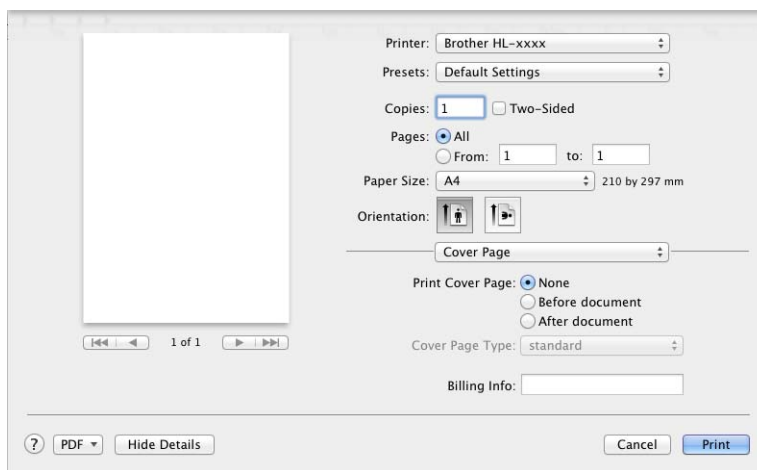 Printer: Brother HL-xxxx
Presets: Default Settings
Copies: 1 Two-Sided
Pages: All
From: 1 to: 1
Paper Size: A4 210 by 297 mm
Orientation:
Cover Page
Print Cover Page: None
Before document
After document
1 of 1
Cover Page Type: standard
Billing Info:
? PDF Hide Details Cancel Print